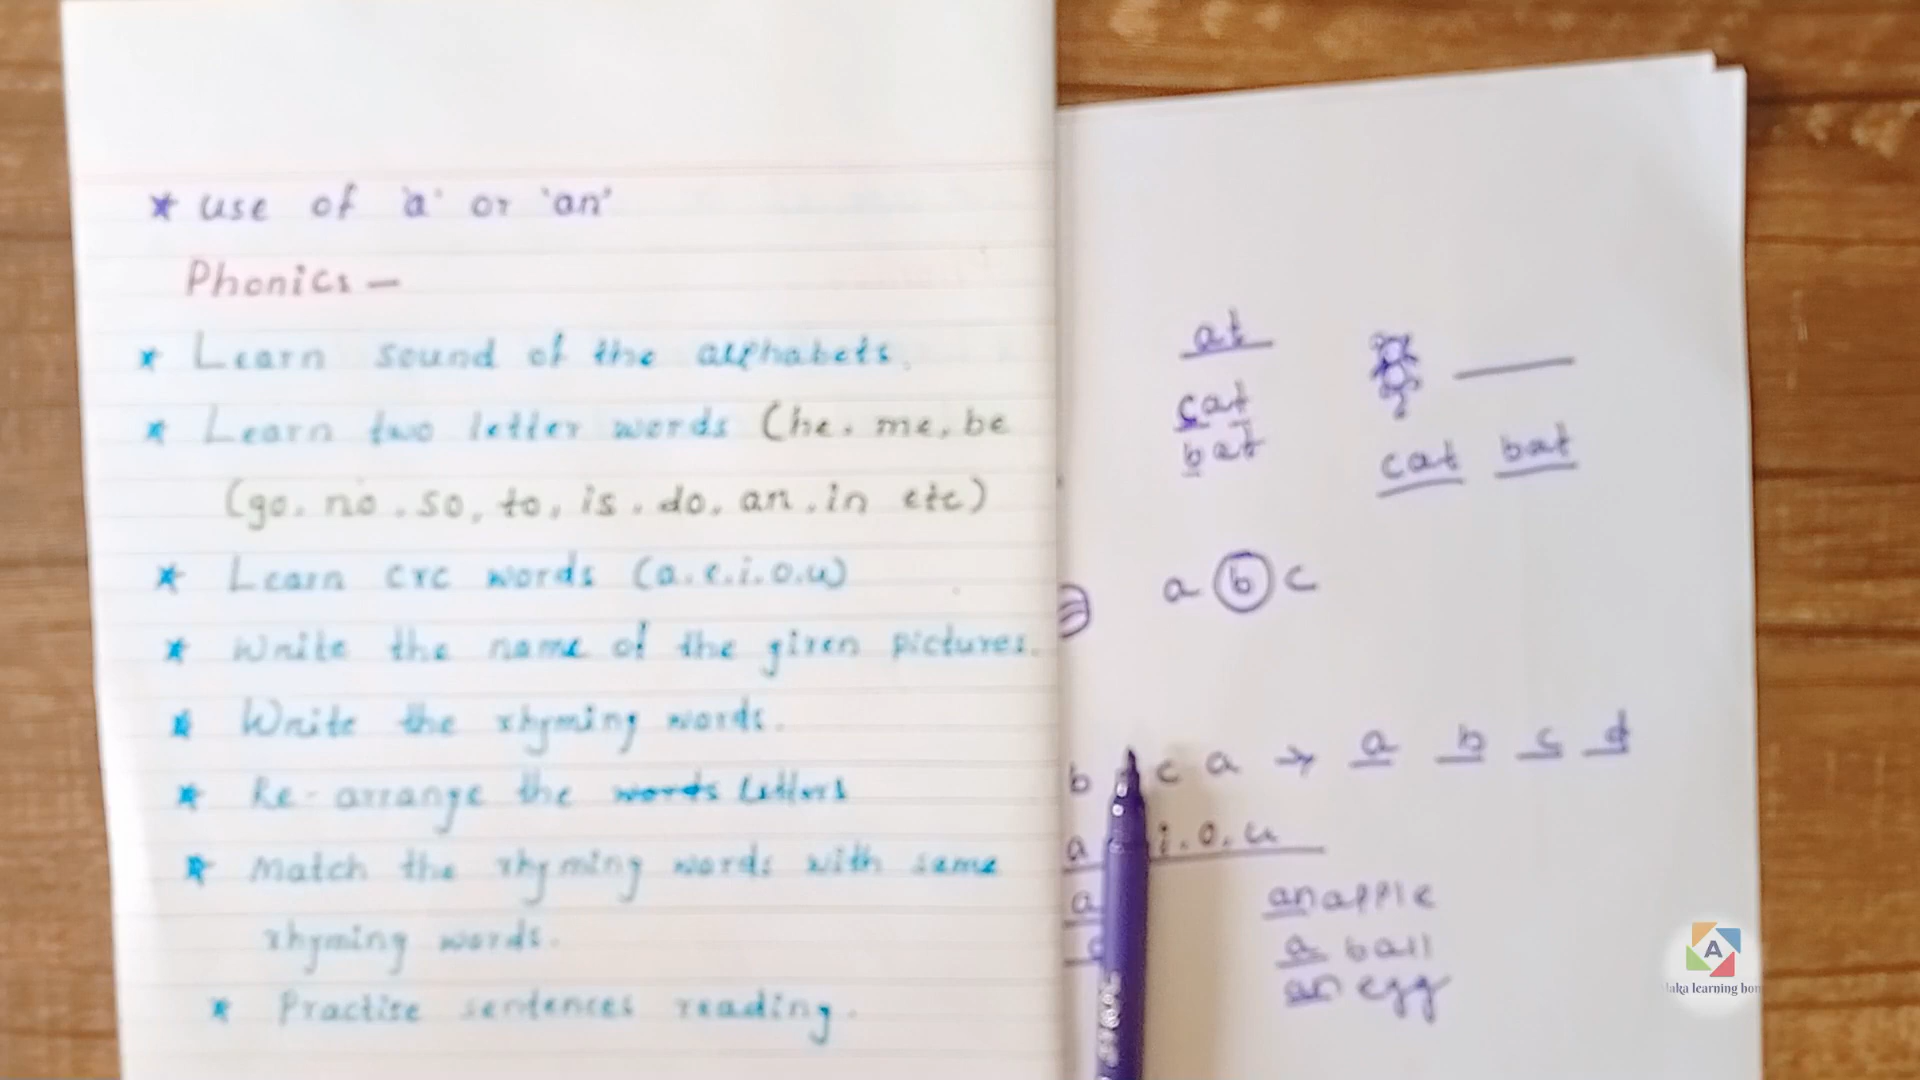 * use of 'a' or 'an'
Phonics -
* Learn sound of the alphabets.
* Learn two letter words (he, me, be
(go, no, so, to, is, do, an, in etc)
* Learn cvc words (a.e.i.o.u)
* Write the name of the given pictures.
* Write the rhyming words.
* Re-arrange the words letters
* Match the rhyming words with same
rhyming words.
* Practise sentences reading.
at
cat
bat
cat bat
a b c
b c a → a b c d
a i.o.u
a
b
an apple
a ball
an egg
A
laka learning hom